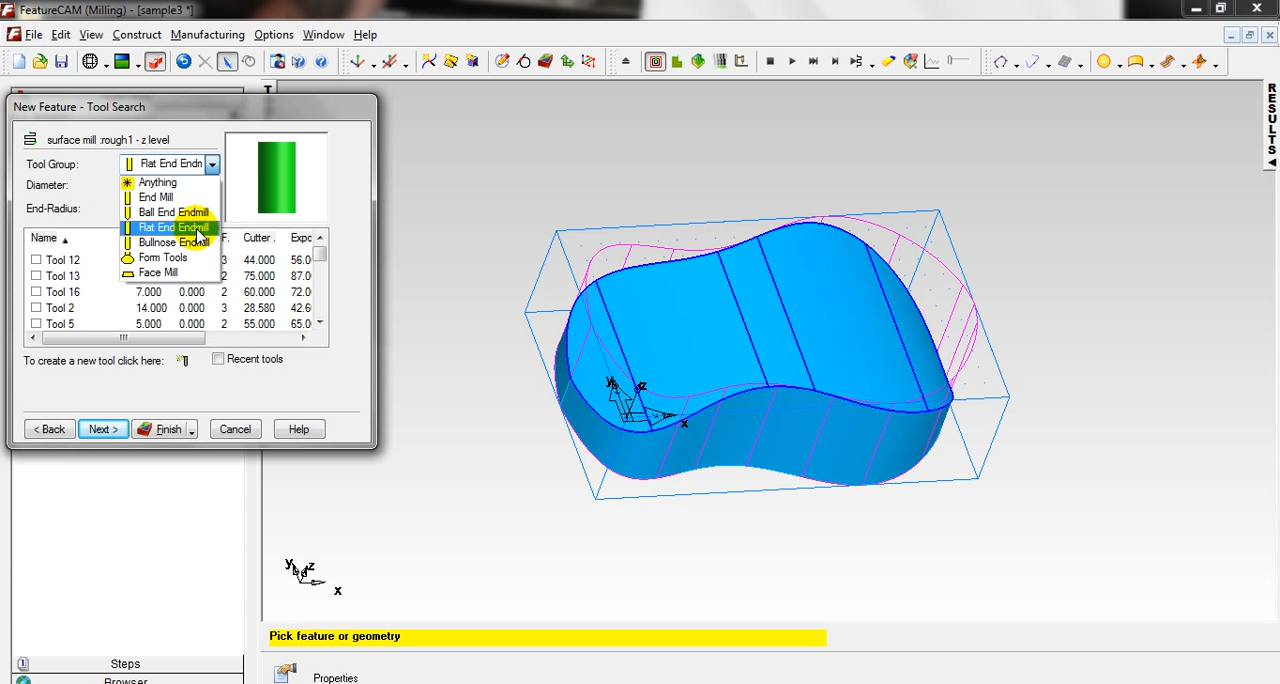 FeatureCAM (Milling) - [sample3 *]
File Edit View Construct Manufacturing Options Window Help
T
New Feature - Tool Search
surface mill :rough1 - z level
Tool Group: Flat End Endn
Anything
Diameter:
End Mill
End-Radius:
Ball End Endmill
Flat End Endmill
Name F. Cutter . Expo
Bullnose Endmill
Form Tools
Tool 12 3 44.000 56.0
Face Mill
Tool 13 2 75.000 87.0
Tool 16 7.000 0.000 2 60.000 72.0
Tool 2 14.000 0.000 3 28.580 42.6
Tool 5 5.000 0.000 2 55.000 65.0
To create a new tool click here: Recent tools
< Back Next > Finish Cancel Help
RESULTS
y z
x
y z
x
Pick feature or geometry
Steps
Properties
Browser